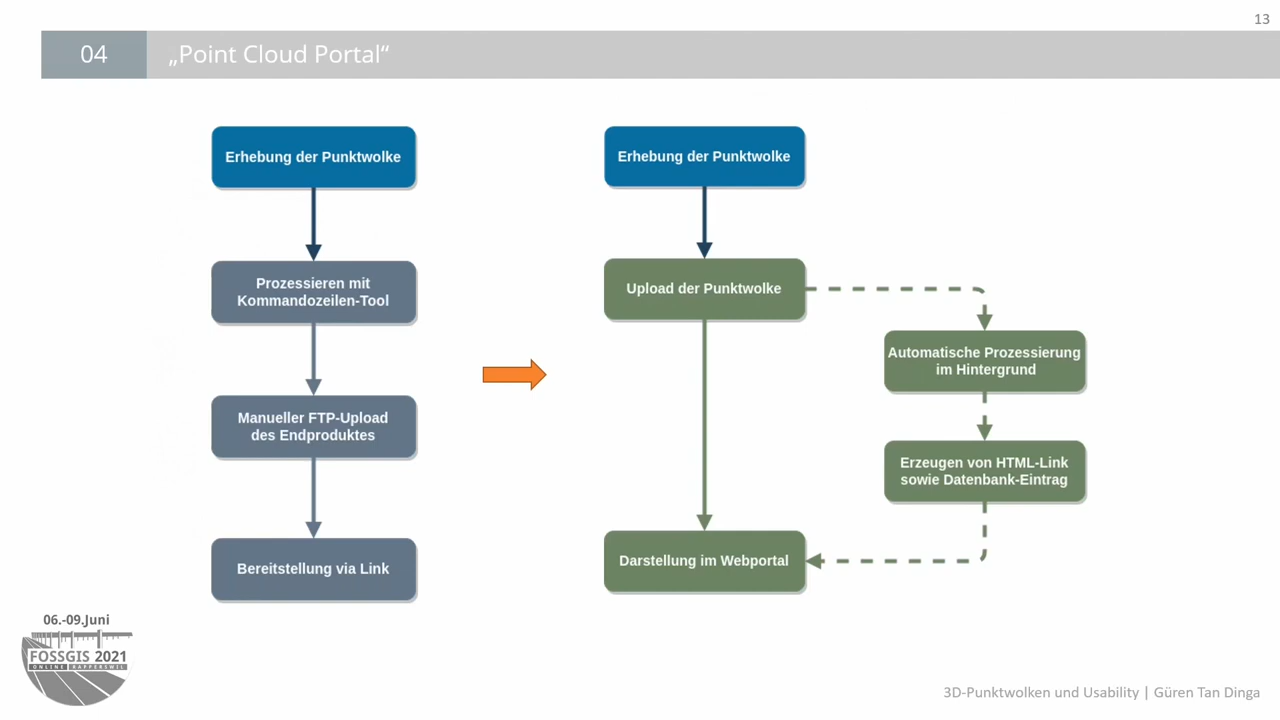 13
04
„Point Cloud Portal“
Erhebung der Punktwolke
Prozessieren mit
Kommandozeilen-Tool
Manueller FTP-Upload
des Endproduktes
Bereitstellung via Link
Erhebung der Punktwolke
Upload der Punktwolke
Automatische Prozessierung
im Hintergrund
Erzeugen von HTML-Link
sowie Datenbank-Eintrag
Darstellung im Webportal
06.-09.Juni
FOSSGIS 2021
ONLINE RAPPERSWIL
3D-Punktwolken und Usability | Güren Tan Dinga